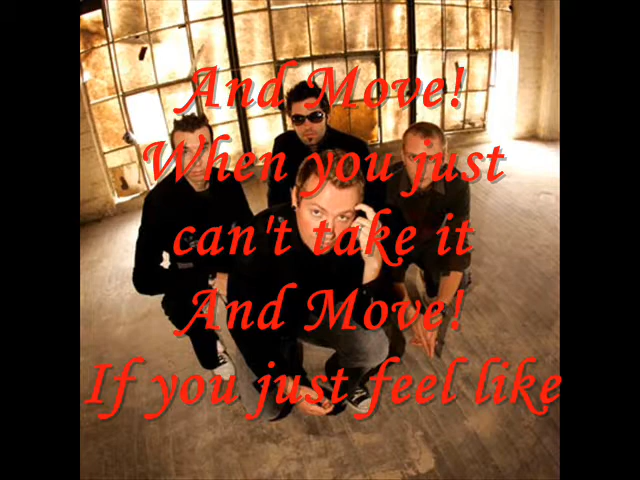 And Move!
When you just
can't take it
And Move!
If you just feel like